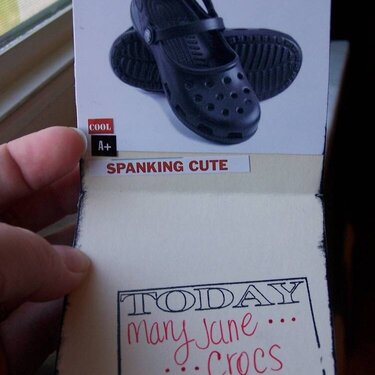 COOL
A+
SPANKING CUTE
TODAY
mary jane ...
... crocs